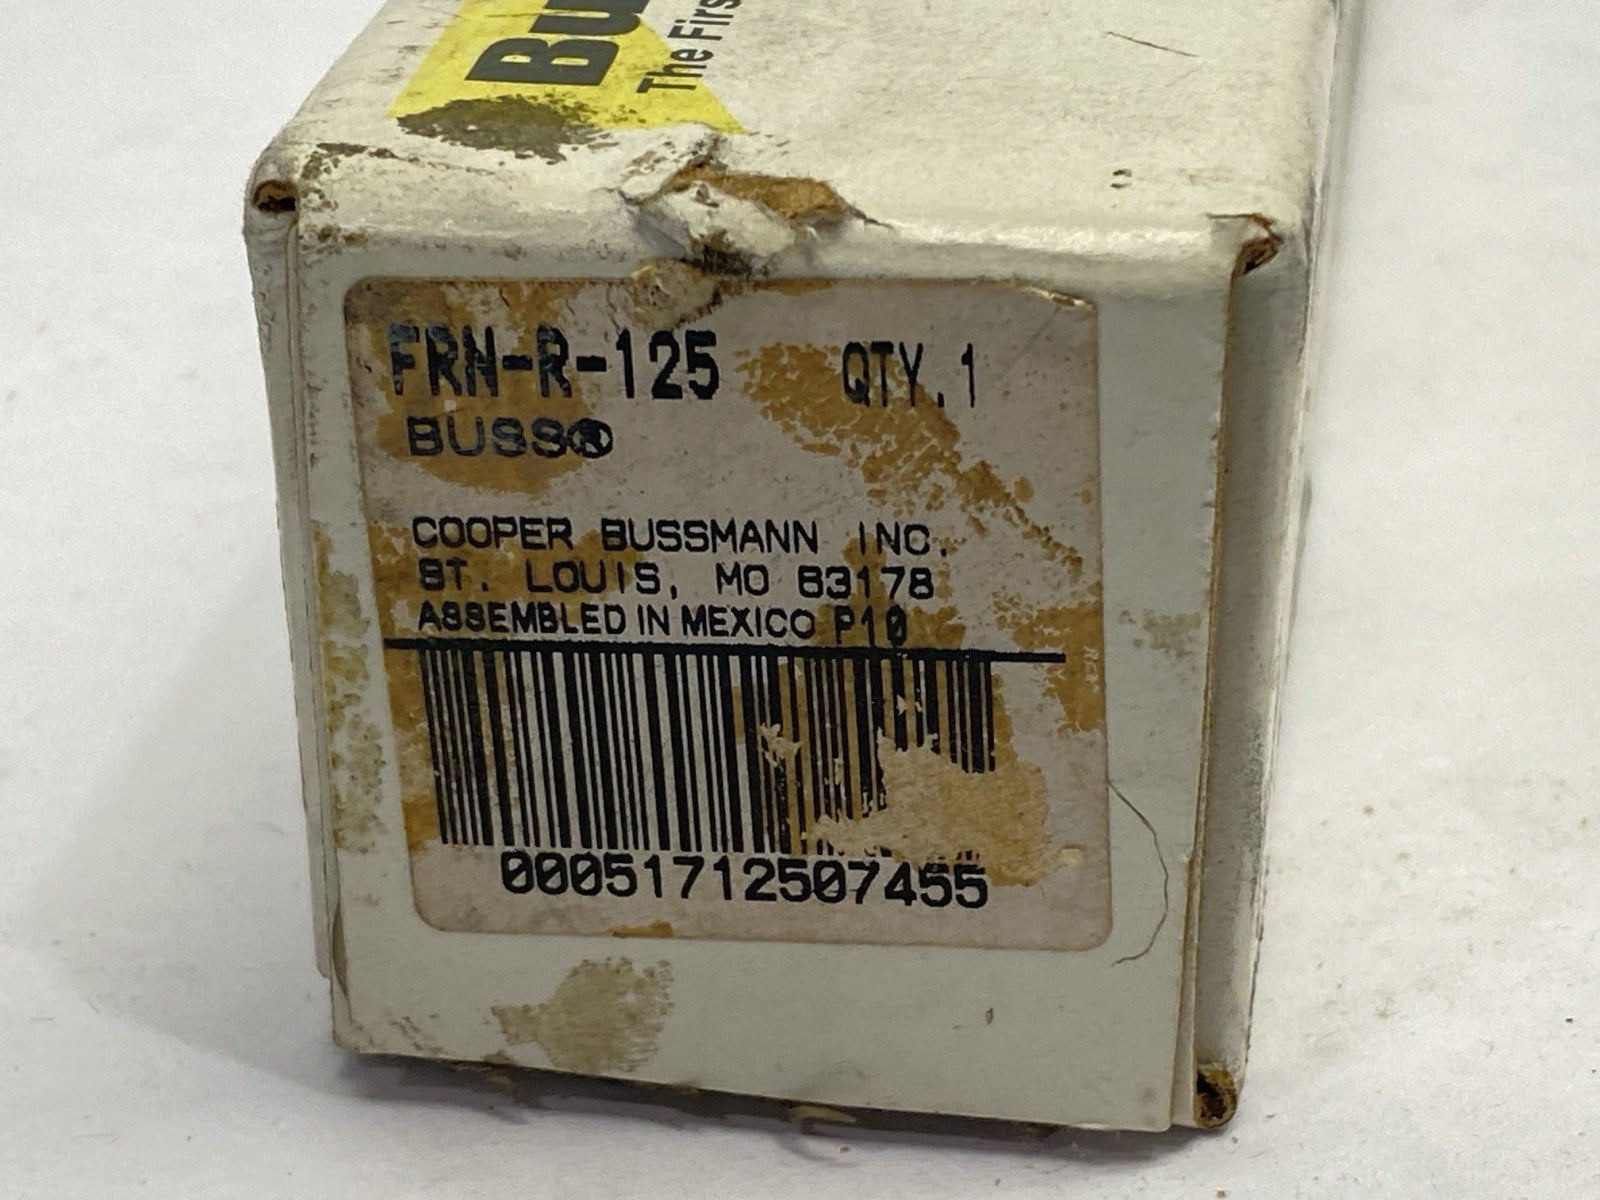 Bu
The Firs
FRN-R-125 QTY.1
BUSS®
COOPER BUSSMANN INC.
ST. LOUIS, MO 63178
ASSEMBLED IN MEXICO P10
00051712507455